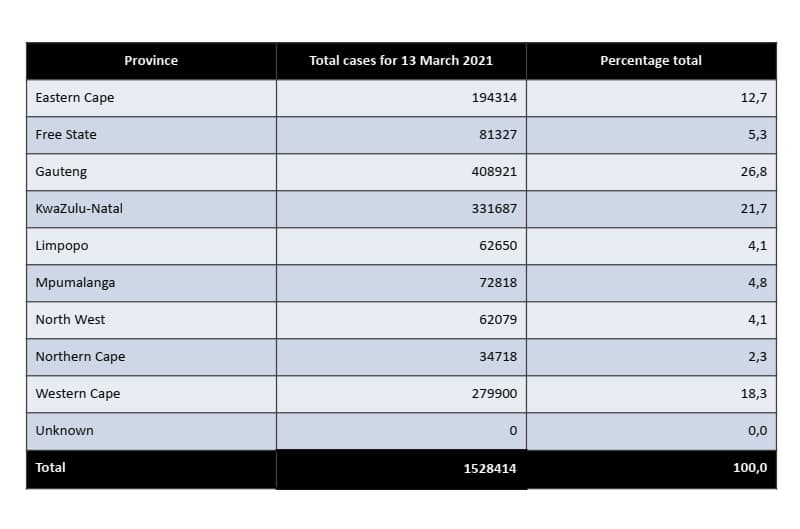 Province Total cases for 13 March 2021 Percentage total
Eastern Cape 194314 12,7
Free State 81327 5,3
Gauteng 408921 26,8
KwaZulu-Natal 331687 21,7
Limpopo 62650 4,1
Mpumalanga 72818 4,8
North West 62079 4,1
Northern Cape 34718 2,3
Western Cape 279900 18,3
Unknown 0 0,0
Total 1528414 100,0